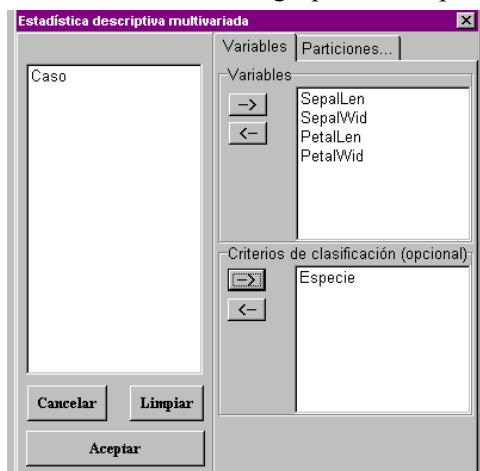 Estadística descriptiva multivariada
Variables Particiones...
Caso
Variables
-->
<--
SepalLen
SepalWid
PetalLen
PetalWid
Criterios de clasificación (opcional)
-->
<--
Especie
Cancelar Limpiar
Aceptar